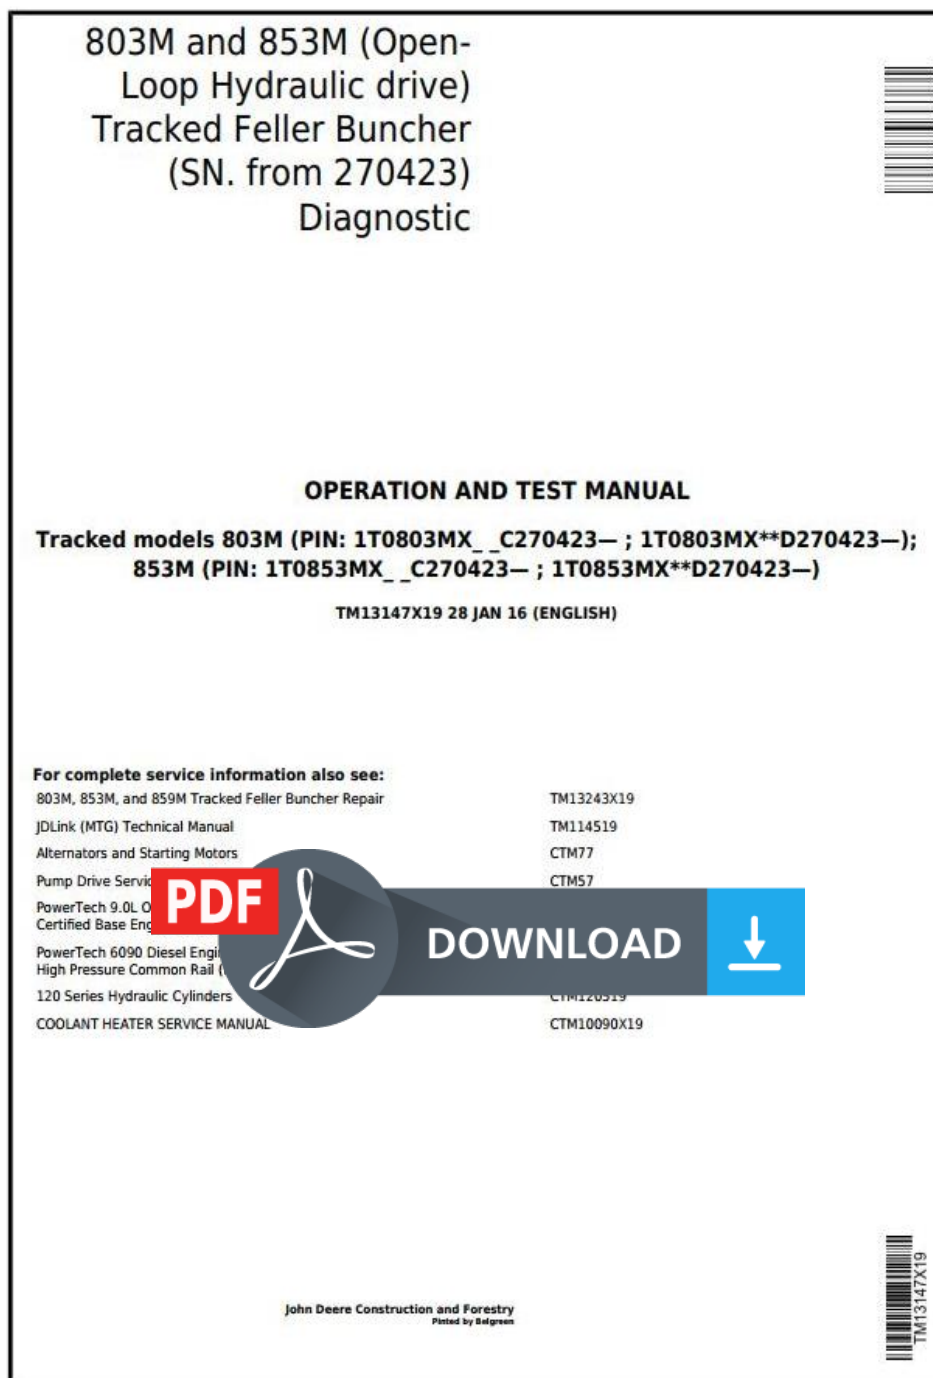 803M and 853M (Open-
Loop Hydraulic drive)
Tracked Feller Buncher
(SN. from 270423)
Diagnostic
OPERATION AND TEST MANUAL
Tracked models 803M (PIN: 1T0803MX_ _C270423— ; 1T0803MX**D270423—);
853M (PIN: 1T0853MX_ _C270423— ; 1T0853MX**D270423—)
TM13147X19 28 JAN 16 (ENGLISH)
For complete service information also see:
803M, 853M, and 859M Tracked Feller Buncher Repair TM13243X19
JDLink (MTG) Technical Manual TM114519
Alternators and Starting Motors CTM77
Pump Drive CTM57
PowerTech 9.0L
Certified Base
PowerTech 6090 Diesel
High Pressure Common Rail
120 Series Hydraulic Cylinders CTM120519
COOLANT HEATER SERVICE MANUAL CTM10090X19
PDF
DOWNLOAD
John Deere Construction and Forestry
Pinted by Belgreen
TM13147X19